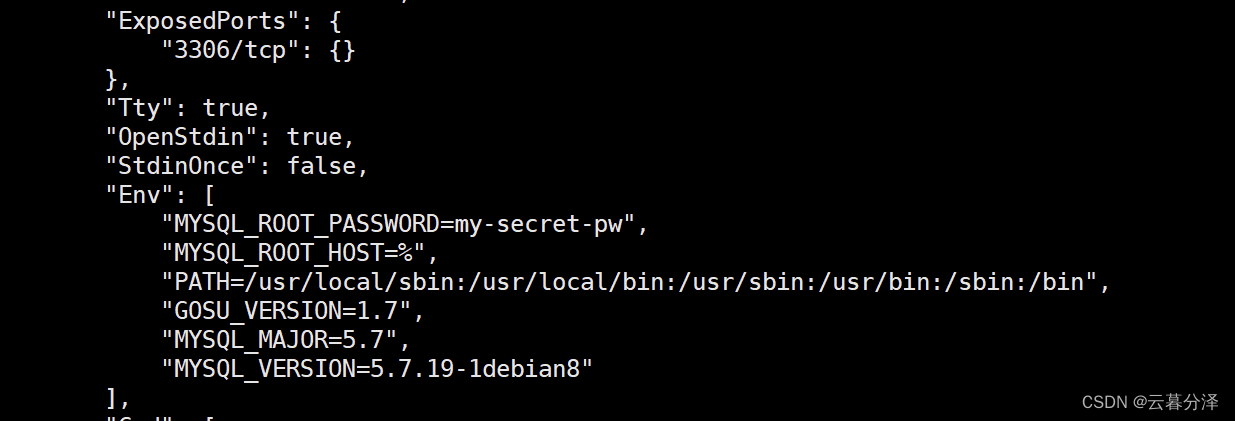 "ExposedPorts": {
"3306/tcp": {}
},
"Tty": true,
"OpenStdin": true,
"StdinOnce": false,
"Env": [
"MYSQL_ROOT_PASSWORD=my-secret-pw",
"MYSQL_ROOT_HOST=%",
"PATH=/usr/local/sbin:/usr/local/bin:/usr/sbin:/usr/bin:/sbin:/bin",
"GOSU_VERSION=1.7",
"MYSQL_MAJOR=5.7",
"MYSQL_VERSION=5.7.19-1debian8"
],
CSDN @云暮分泽